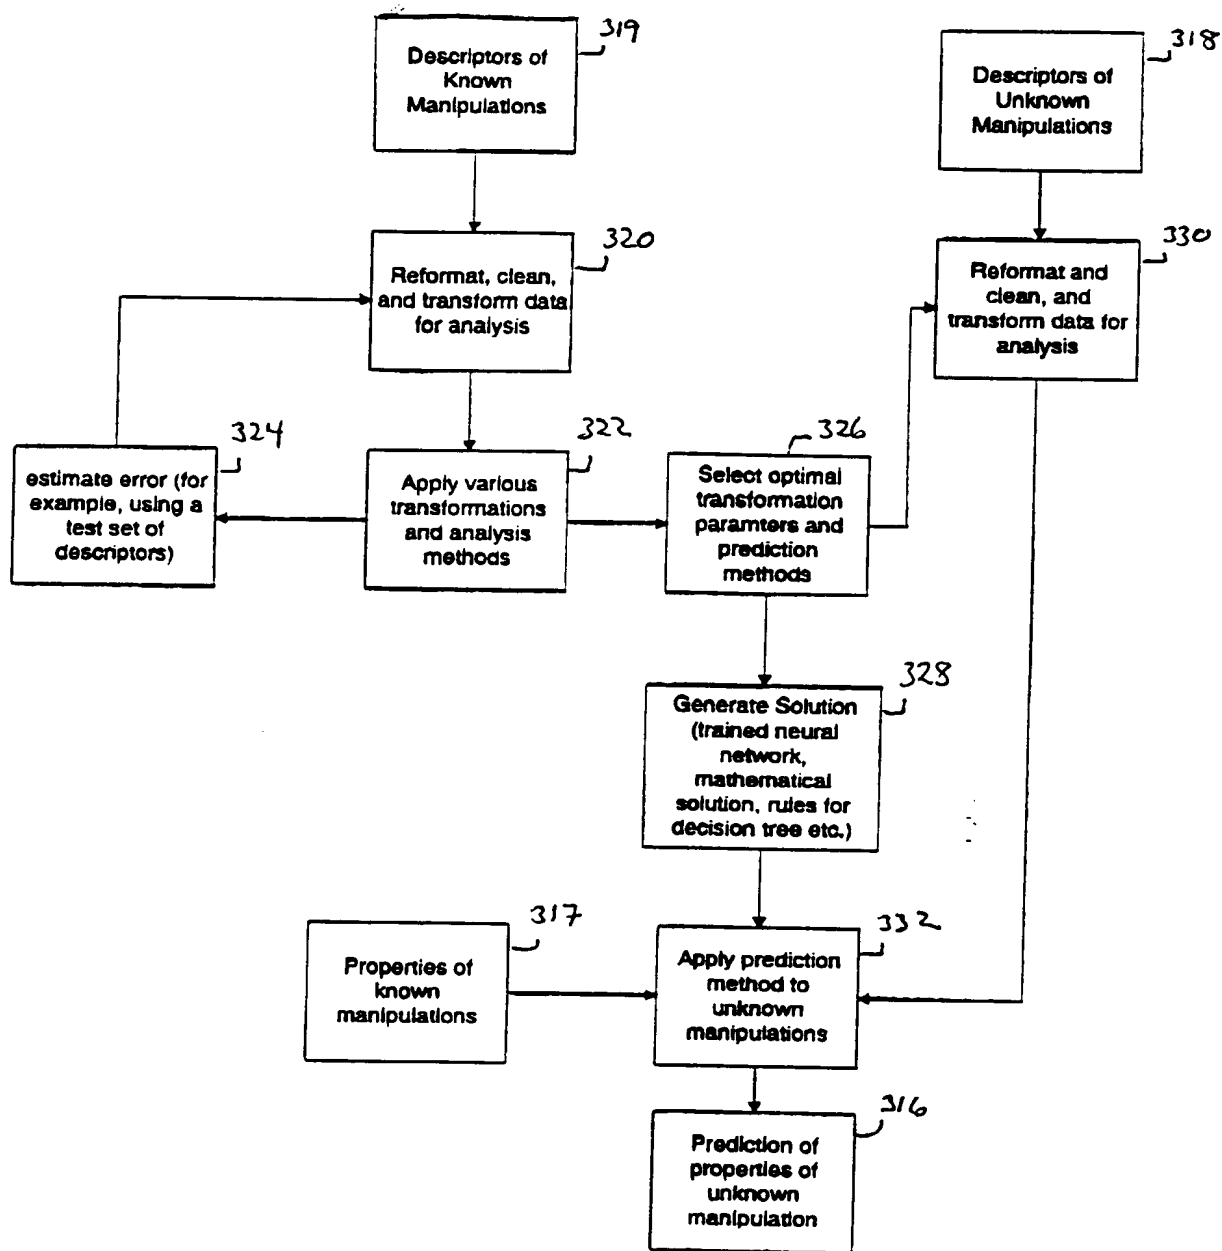 319
Descriptors of
Known
Manipulations
318
Descriptors of
Unknown
Manipulations
320
Reformat, clean,
and transform data
for analysis
330
Reformat and
clean, and
transform data for
analysis
324
estimate error (for
example, using a
test set of
descriptors)
322
Apply various
transformations
and analysis
methods
326
Select optimal
transformation
paramters and
prediction
methods
328
Generate Solution
(trained neural
network,
mathematical
solution, rules for
decision tree etc.)
317
Properties of
known
manipulations
332
Apply prediction
method to
unknown
manipulations
316
Prediction of
properties of
unknown
manipulation